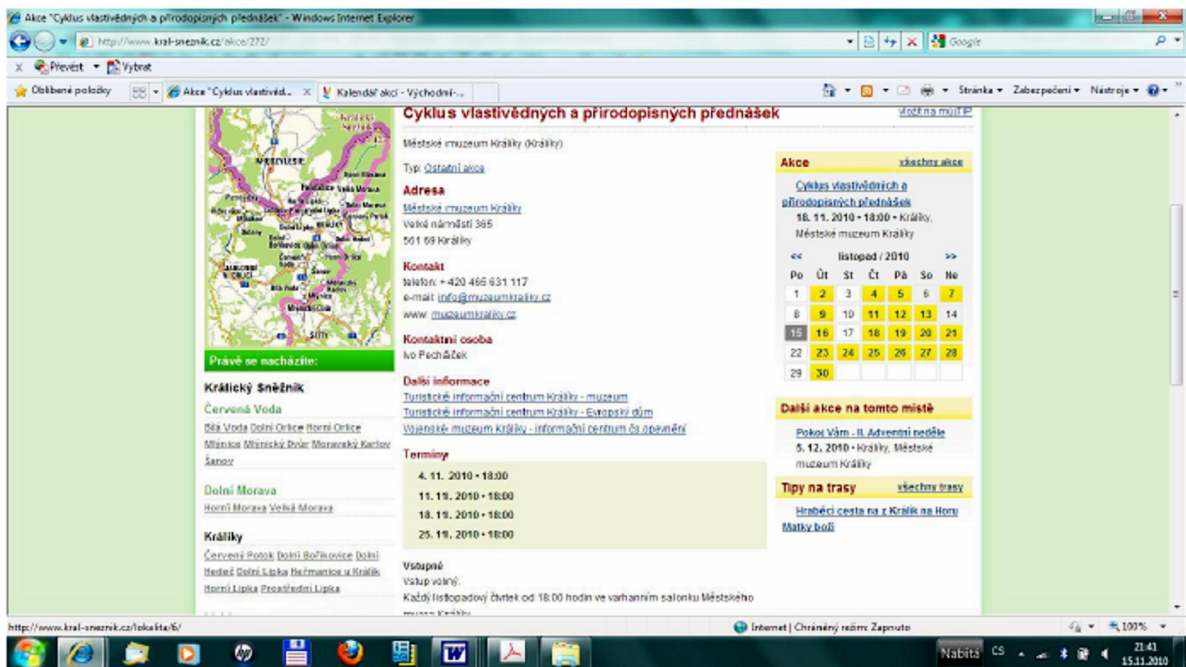 Akce "Cyklus vlastivědných a přírodopisných přednášek" - Windows Internet Explorer
http://www.kral-sneznik.cz/akce/272/
Google
x Převést Vybrat
Oblíbené položky
Akce "Cyklus vlastivěd... x
Kalendář akcí - Východní-...
Stránka Zabezpečení Nástroje
MIEDZYLESIE
Právě se nacházíte:
Králický Sněžník
Červená Voda
Bílá Voda Dolní Orlice Horní Orlice
Mlýnice Mlýnický Dvůr Moravský Karlov
Šanov
Dolní Morava
Horní Morava Velká Morava
Králíky
Červený Potok Dolní Boříkovice Dolní
Hedeč Dolní Lipka Heřmanice u Králík
Horní Lipka Prostřední Lipka
Cyklus vlastivědných a přírodopisných přednášek
Městské muzeum Králíky (Králíky)
Typ: Ostatní akce
Adresa
Městské muzeum Králíky
Velké náměstí 365
561 69 Králíky
Kontakt
telefon: +420 465 631 117
e-mail: info@muzeumkraliky.cz
www: muzeumkraliky.cz
Kontaktní osoba
Ivo Pecháček
Další informace
Turistické informační centrum Králíky - muzeum
Turistické informační centrum Králíky - Evropský dům
Vojenské muzeum Králíky - informační centrum čs opevnění
Termíny
4. 11. 2010 • 18:00
11. 11. 2010 • 18:00
18. 11. 2010 • 18:00
25. 11. 2010 • 18:00
Vstupné
Vstup volný.
Každý listopadový čtvrtek od 18:00 hodin ve varhanním salonku Městského
muzea Králíky
vložit na můjTIP
Akce všechny akce
Cyklus vlastivědných a
přírodopisných přednášek
18. 11. 2010 • 18:00 • Králíky,
Městské muzeum Králíky
<< listopad / 2010 >>
Po Út St Čt Pá So Ne
1 2 3 4 5 6 7
8 9 10 11 12 13 14
15 16 17 18 19 20 21
22 23 24 25 26 27 28
29 30
Další akce na tomto místě
Pokoj Vám - II. Adventní neděle
5. 12. 2010 • Králíky, Městské
muzeum Králíky
Tipy na trasy všechny trasy
Hraběcí cesta na z Králík na Horu
Matky boží
http://www.kral-sneznik.cz/lokalita/6/
Internet | Chráněný režim: Zapnuto
100%
Nabitá CS
21:41
15.11.2010